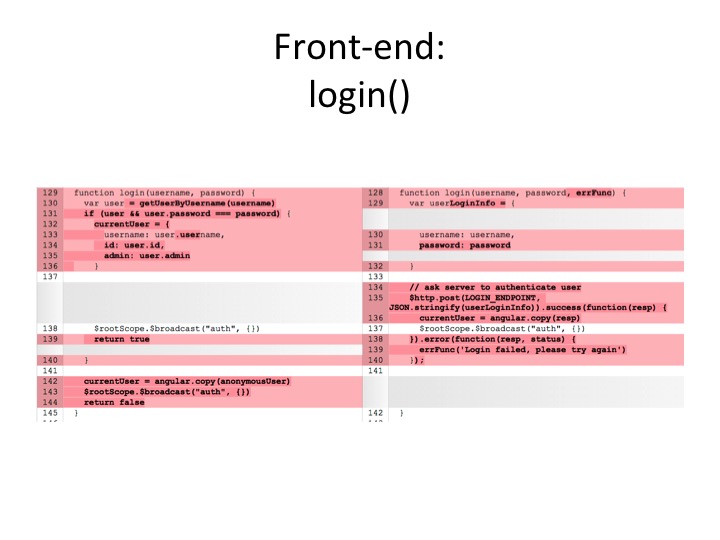 Front-end:
login()
129 function login(username, password) {
130 var user = getUserByUsername(username)
131 if (user && user.password === password) {
132 currentUser = {
133 username: user.username,
134 id: user.id,
135 admin: user.admin
136 }
137
138 $rootScope.$broadcast("auth", {})
139 return true
140 }
141
142 currentUser = angular.copy(anonymousUser)
143 $rootScope.$broadcast("auth", {})
144 return false
145 }
128 function login(username, password, errFunc) {
129 var userLoginInfo = {
130 username: username,
131 password: password
132 }
133
134 // ask server to authenticate user
135 $http.post(LOGIN_ENDPOINT,
JSON.stringify(userLoginInfo)).success(function(resp) {
136 currentUser = angular.copy(resp)
137 $rootScope.$broadcast("auth", {})
138 }).error(function(resp, status) {
139 errFunc('Login failed, please try again')
140 });
141
142 }